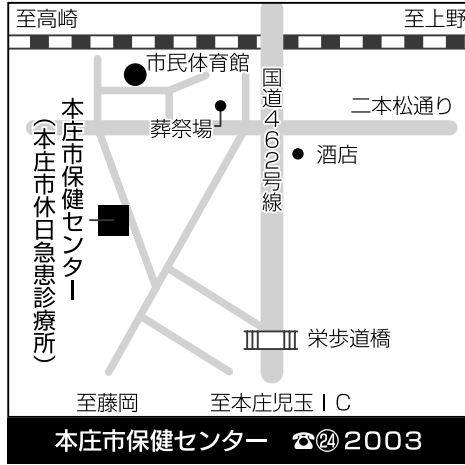 至高崎
至上野
市民体育館
国道462号線
二本松通り
葬祭場
酒店
本庄市保健センター
（本庄市休日急患診療所）
栄歩道橋
至藤岡
至本庄児玉IC
本庄市保健センター ☎㉔2003